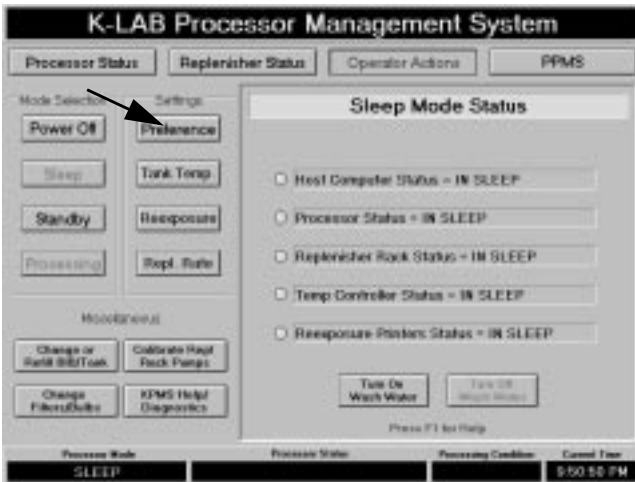 K-LAB Processor Management System
Processor Status
Replenisher Status
Operator Actions
PPMS
Mode Selection
Settings
Power Off
Preference
Sleep
Tank Temp.
Standby
Reexposure
Processing
Repl. Rate
Miscellaneous
Change or
Refill BIB/Tank
Calibrate Repl
Rack Pumps
Change
Filters/Bulbs
KPMS Help/
Diagnostics
Sleep Mode Status
Host Computer Status = IN SLEEP
Processor Status = IN SLEEP
Replenisher Rack Status = IN SLEEP
Temp Controller Status = IN SLEEP
Reexposure Printers Status = IN SLEEP
Turn On
Wash Water
Turn Off
Wash Water
Press F1 for Help
Processor Mode
Processor Status
Processing Condition
Current Time
SLEEP
9:50:50 PM